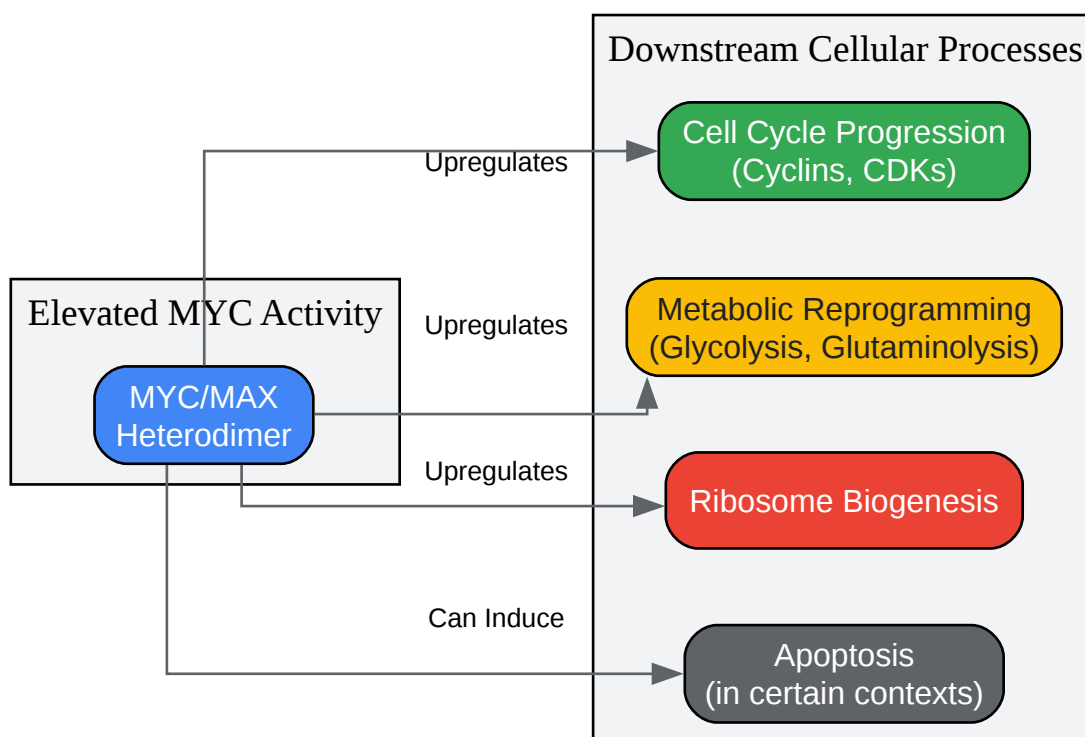 Downstream Cellular Processes
Cell Cycle Progression
(Cyclins, CDKs)
Upregulates
Elevated MYC Activity
Upregulates
Metabolic Reprogramming
(Glycolysis, Glutaminolysis)
MYC/MAX
Heterodimer
Upregulates
Ribosome Biogenesis
Can Induce
Apoptosis
(in certain contexts)